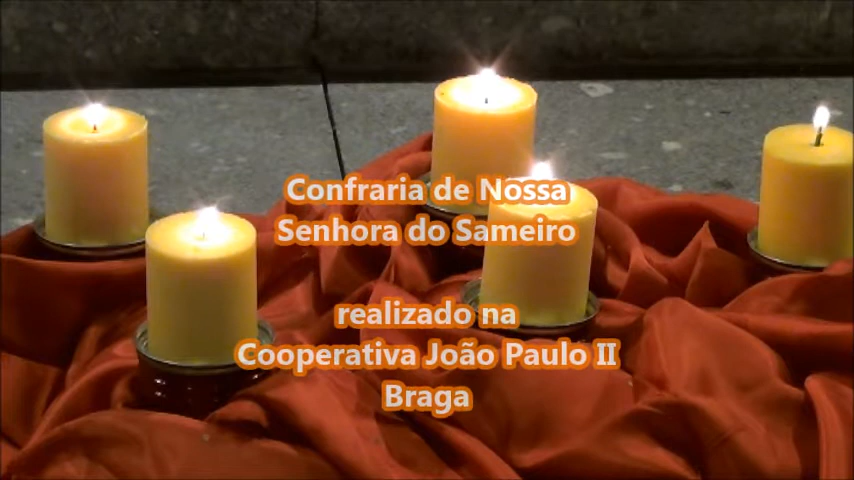 Confraria de Nossa
Senhora do Sameiro
realizado na
Cooperativa João Paulo II
Braga